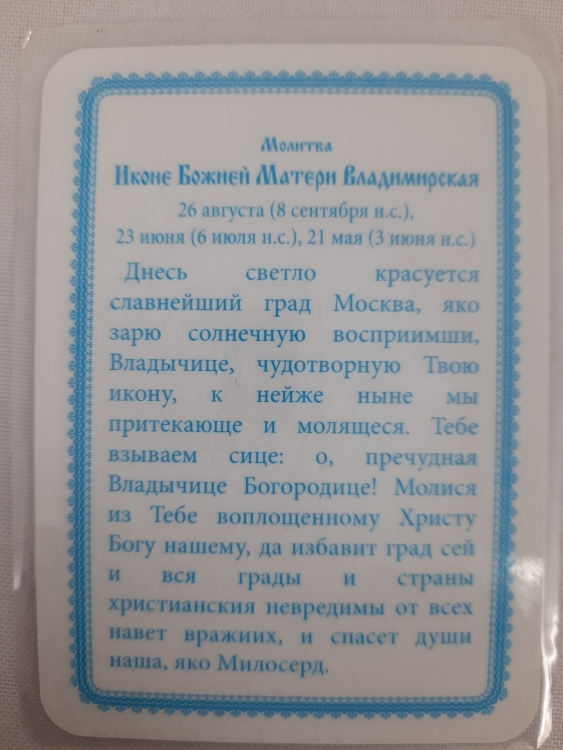 Молитва
Иконе Божией Матери Владимирская
26 августа (8 сентября н.с.),
23 июня (6 июля н.с.), 21 мая (3 июня н.с.)
Днесь светло красуется
славнейший град Москва, яко
зарю солнечную восприимши,
Владычице, чудотворную Твою
икону, к нейже ныне мы
притекающе и молящеся. Тебе
взываем сице: о, пречудная
Владычице Богородице! Молися
из Тебе воплощенному Христу
Богу нашему, да избавит град сей
и вся грады и страны
христианския невредимы от всех
навет вражиих, и спасет души
наша, яко Милосерд.